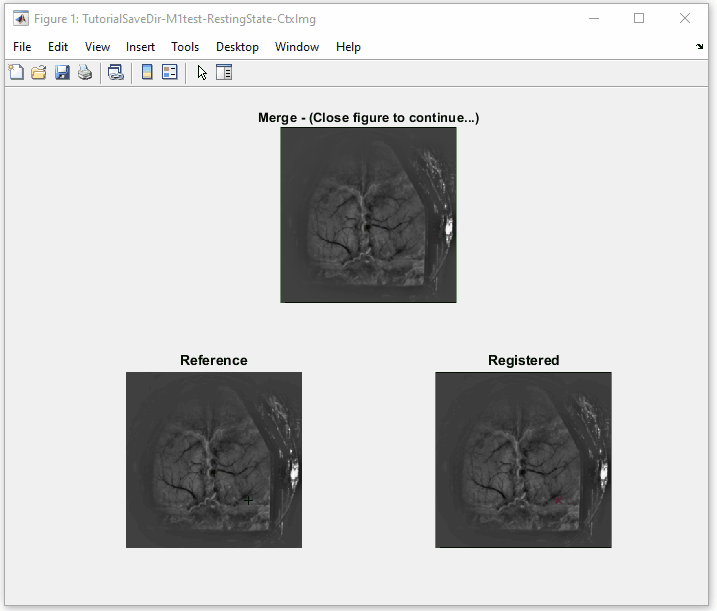 Figure 1: TutorialSaveDir-M1test-RestingState-CtxImg
File Edit View Insert Tools Desktop Window Help
Merge - (Close figure to continue...)
Reference Registered